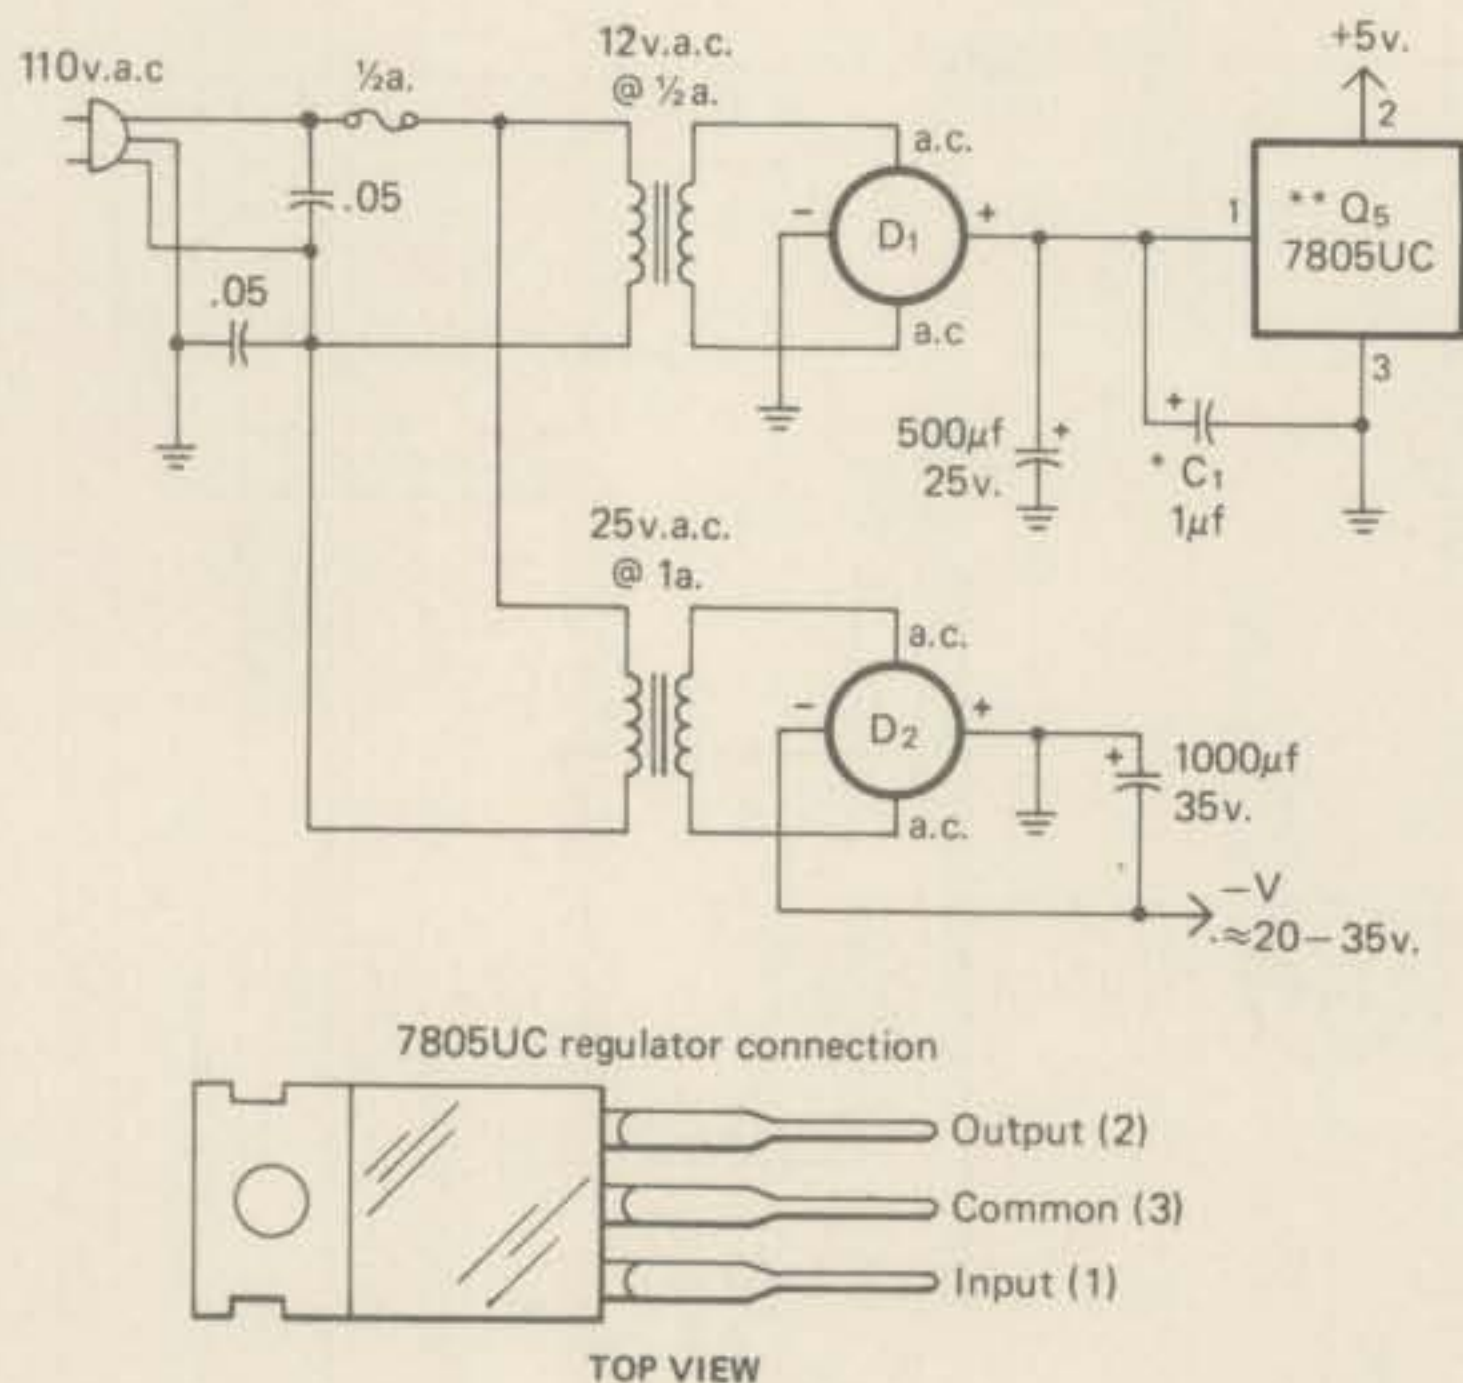 110v.a.c
½a.
12v.a.c.
@ ½a.
+5v.
2
a.c.
.05
–
D₁
+
1
** Q₅
7805UC
.05
a.c
3
500µf
25v.
+
+
* C₁
1µf
25v.a.c.
@ 1a.
a.c.
–
D₂
+
+
1000µf
35v.
a.c.
–V
≈20–35v.
7805UC regulator connection
Output (2)
Common (3)
Input (1)
TOP VIEW